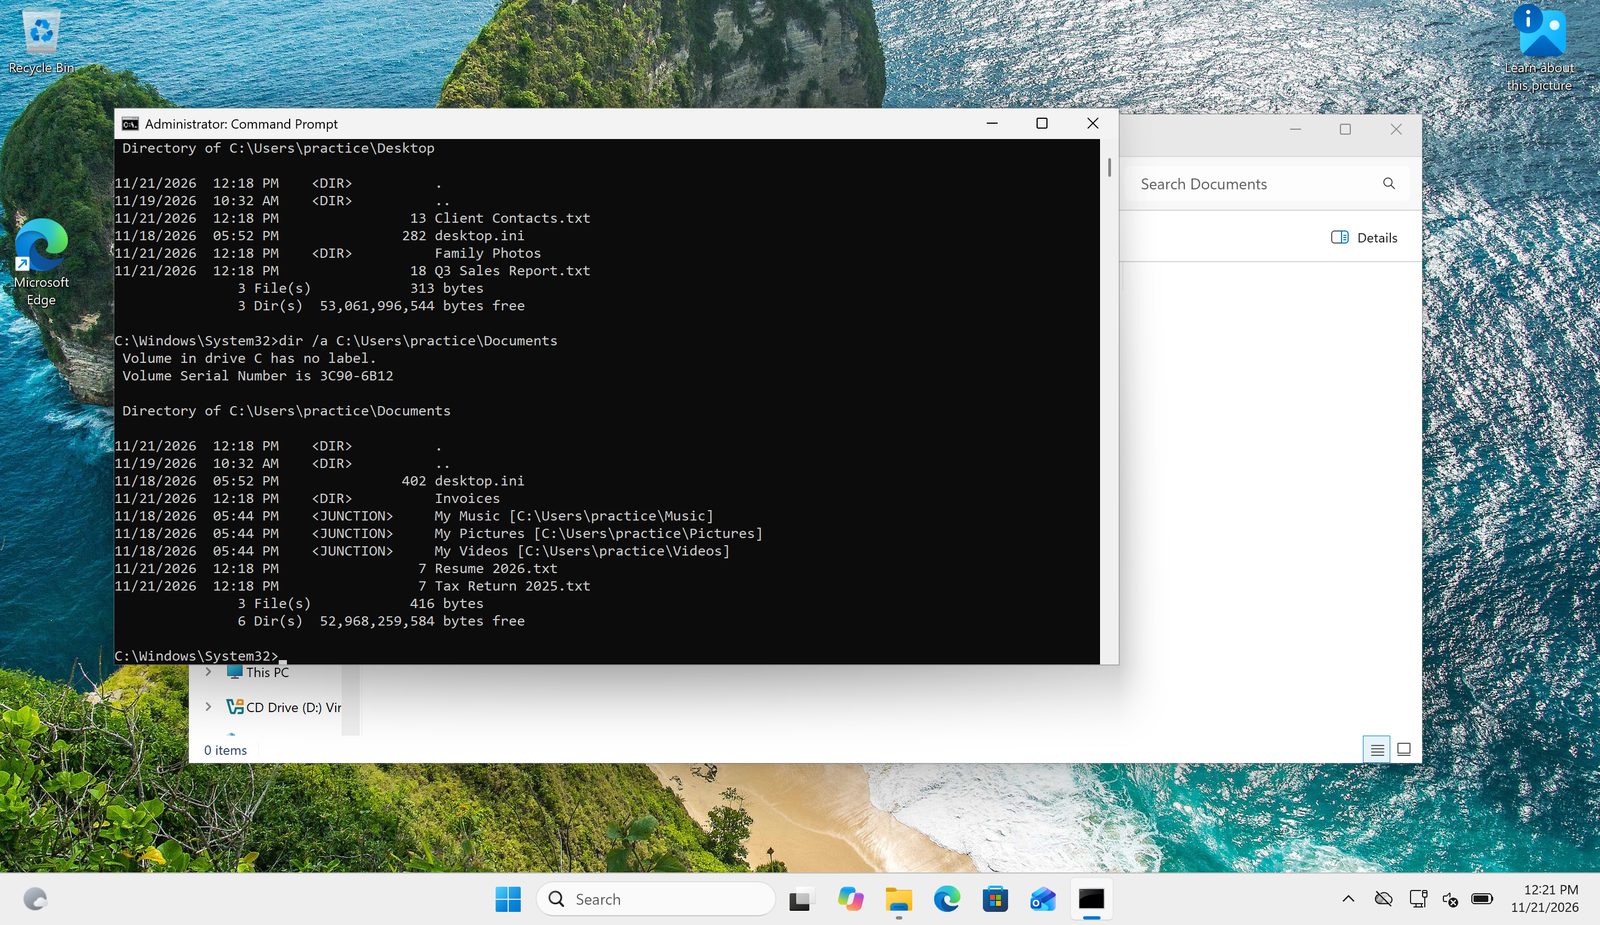 Recycle Bin
Learn about
this picture
Microsoft
Edge
Administrator: Command Prompt
Directory of C:\Users\practice\Desktop
11/21/2026  12:18 PM    <DIR>          .
11/19/2026  10:32 AM    <DIR>          ..
11/21/2026  12:18 PM                13 Client Contacts.txt
11/18/2026  05:52 PM               282 desktop.ini
11/21/2026  12:18 PM    <DIR>          Family Photos
11/21/2026  12:18 PM                18 Q3 Sales Report.txt
3 File(s)            313 bytes
3 Dir(s)  53,061,996,544 bytes free
C:\Windows\System32>dir /a C:\Users\practice\Documents
Volume in drive C has no label.
Volume Serial Number is 3C90-6B12
Directory of C:\Users\practice\Documents
11/21/2026  12:18 PM    <DIR>          .
11/19/2026  10:32 AM    <DIR>          ..
11/18/2026  05:52 PM               402 desktop.ini
11/21/2026  12:18 PM    <DIR>          Invoices
11/18/2026  05:44 PM    <JUNCTION>     My Music [C:\Users\practice\Music]
11/18/2026  05:44 PM    <JUNCTION>     My Pictures [C:\Users\practice\Pictures]
11/18/2026  05:44 PM    <JUNCTION>     My Videos [C:\Users\practice\Videos]
11/21/2026  12:18 PM                 7 Resume 2026.txt
11/21/2026  12:18 PM                 7 Tax Return 2025.txt
3 File(s)            416 bytes
6 Dir(s)  52,968,259,584 bytes free
C:\Windows\System32>
Search Documents
Details
This PC
CD Drive (D:) Vir
0 items
Search
12:21 PM
11/21/2026